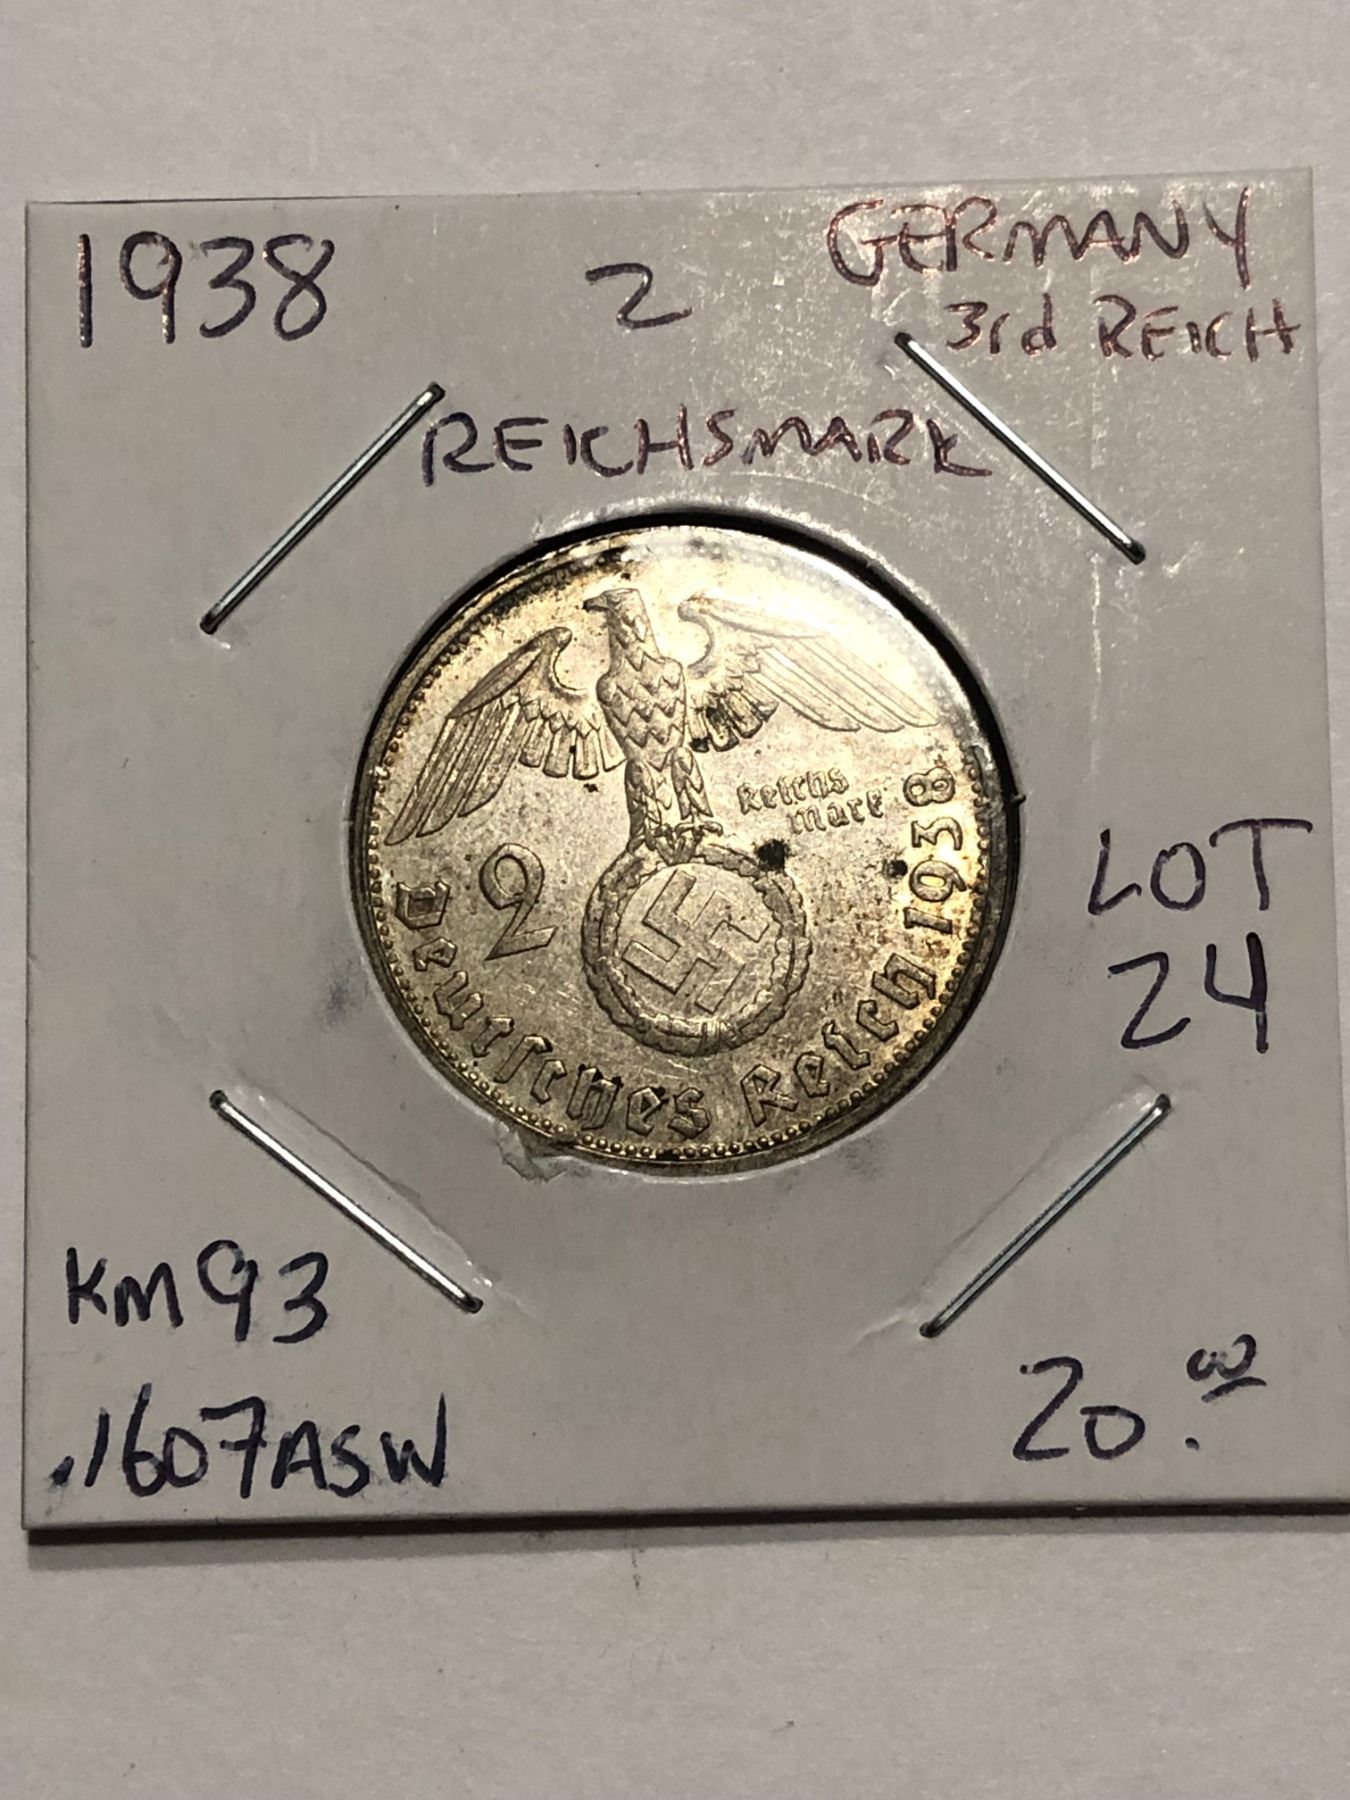 1938
2
GERMANY
3rd REICH
REICHSMARK
Reichs
mark
2
Deutsches Reich · 1938
LOT
24
KM93
.1607ASW
20.00